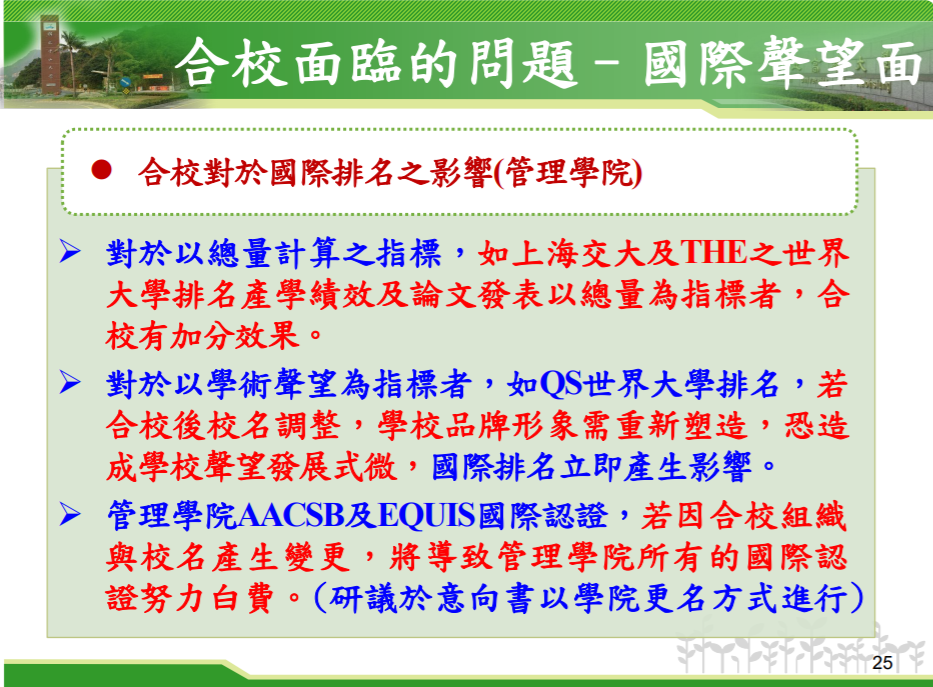 合校面臨的問題－國際聲望面
● 合校對於國際排名之影響(管理學院)
➢ 對於以總量計算之指標，如上海交大及THE之世界
大學排名產學績效及論文發表以總量為指標者，合
校有加分效果。
➢ 對於以學術聲望為指標者，如QS世界大學排名，若
合校後校名調整，學校品牌形象需重新塑造，恐造
成學校聲望發展式微，國際排名立即產生影響。
➢ 管理學院AACSB及EQUIS國際認證，若因合校組織
與校名產生變更，將導致管理學院所有的國際認
證努力白費。(研議於意向書以學院更名方式進行)
25